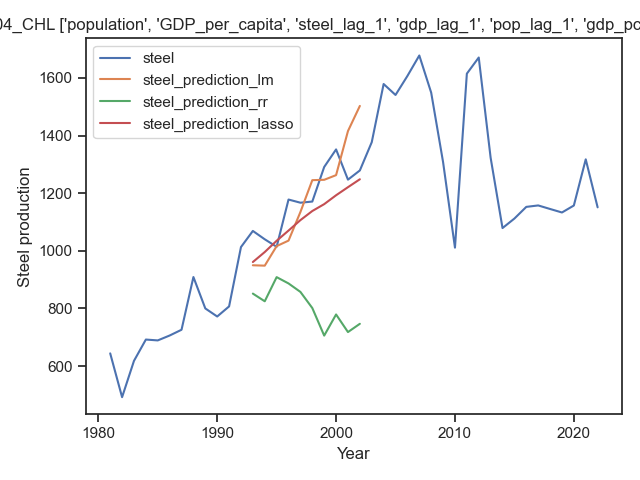 04_CHL ['population', 'GDP_per_capita', 'steel_lag_1', 'gdp_lag_1', 'pop_lag_1', 'gdp_po
steel
steel_prediction_lm
steel_prediction_rr
steel_prediction_lasso
Steel production
1600
1400
1200
1000
800
600
1980 1990 2000 2010 2020
Year